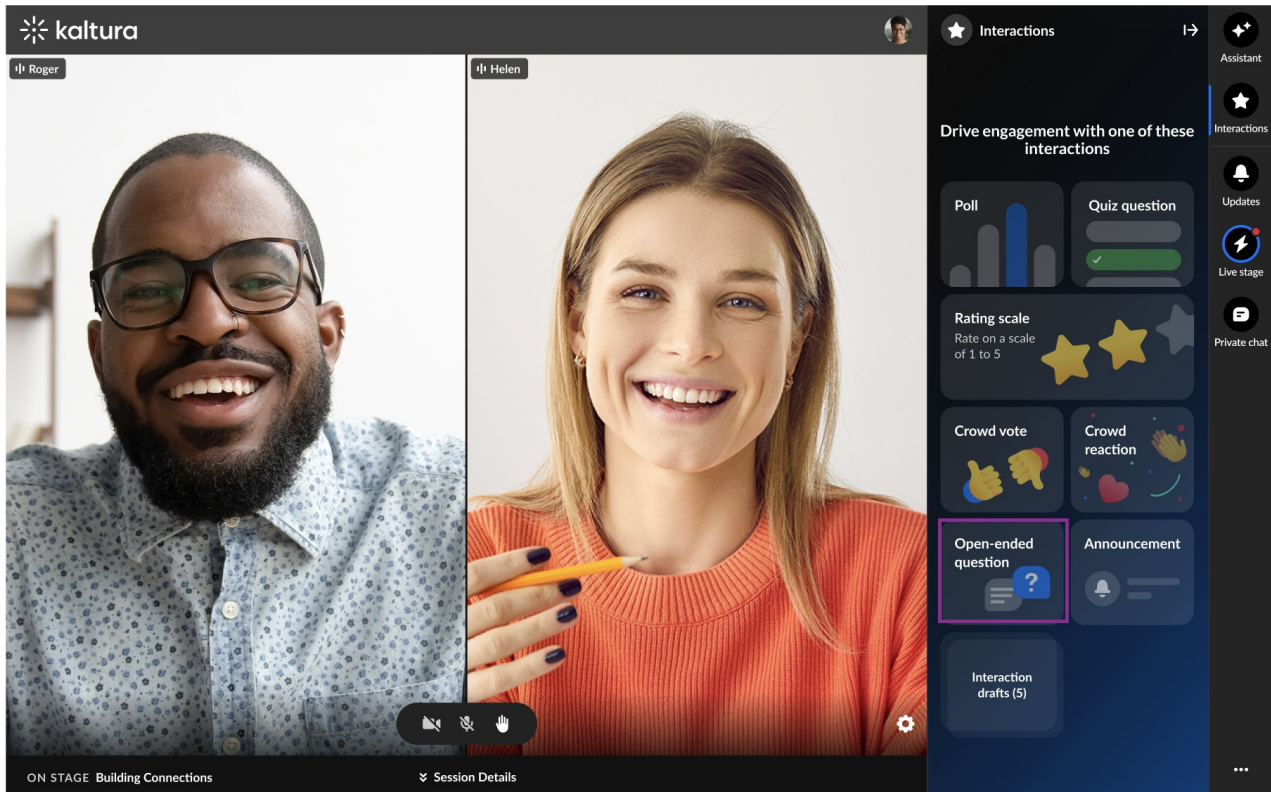 kaltura
Roger
Helen
Interactions
Drive engagement with one of these
interactions
Poll
Quiz question
Rating scale
Rate on a scale
of 1 to 5
Crowd vote
Crowd
reaction
Open-ended
question
?
Announcement
Interaction
drafts (5)
Assistant
Interactions
Updates
Live stage
Private chat
ON STAGE Building Connections
Session Details